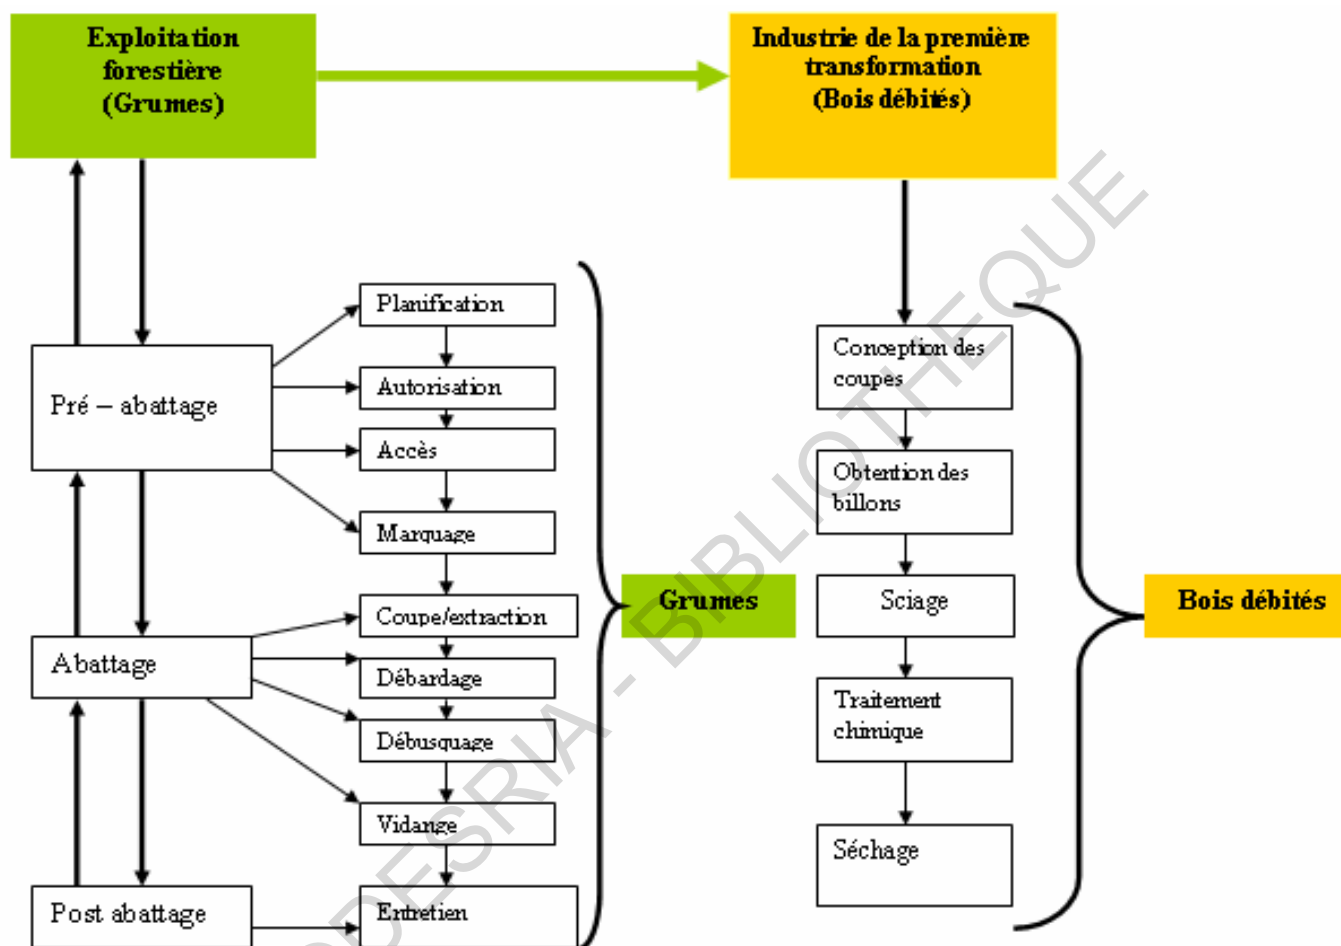 Exploitation
forestière
(Grumes)
Industrie de la première
transformation
(Bois débités)
Pré – abattage
Planification
Autorisation
Accès
Marquage
Abattage
Coupe/extraction
Débardage
Débusquage
Vidange
Post abattage
Entretien
Grumes
Conception des
coupes
Obtention des
billons
Sciage
Traitement
chimique
Séchage
Bois débités
DESRIA - BIBLIOTHEQUE